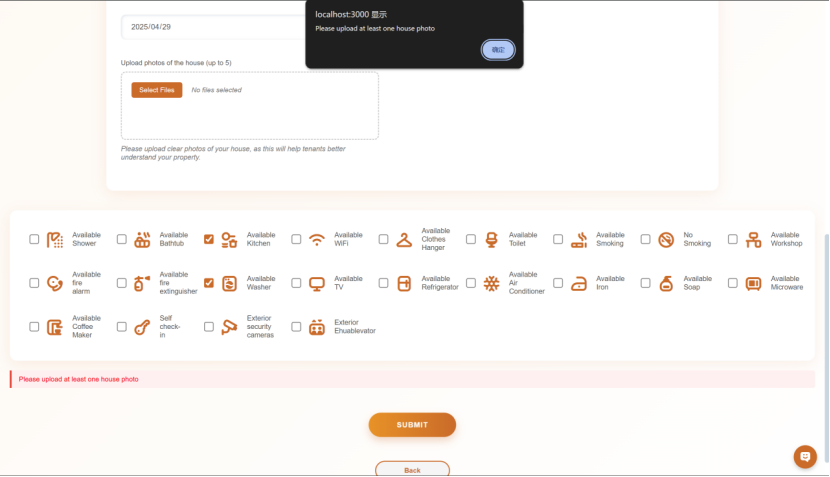 localhost:3000 显示
Please upload at least one house photo
确定
2025/04/29
Upload photos of the house (up to 5)
Select Files
No files selected
Please upload clear photos of your house, as this will help tenants better
understand your property.
Available
Shower
Available
Bathtub
Available
Kitchen
Available
WiFi
Available
Clothes
Hanger
Available
Toilet
Available
Smoking
No
Smoking
Available
Workshop
Available
fire
alarm
Available
fire
extinguisher
Available
Washer
Available
TV
Available
Refrigerator
Available
Air
Conditioner
Available
Iron
Available
Soap
Available
Microware
Available
Coffee
Maker
Self
check-
in
Exterior
security
cameras
Exterior
Ehuablevator
Please upload at least one house photo
SUBMIT
Back